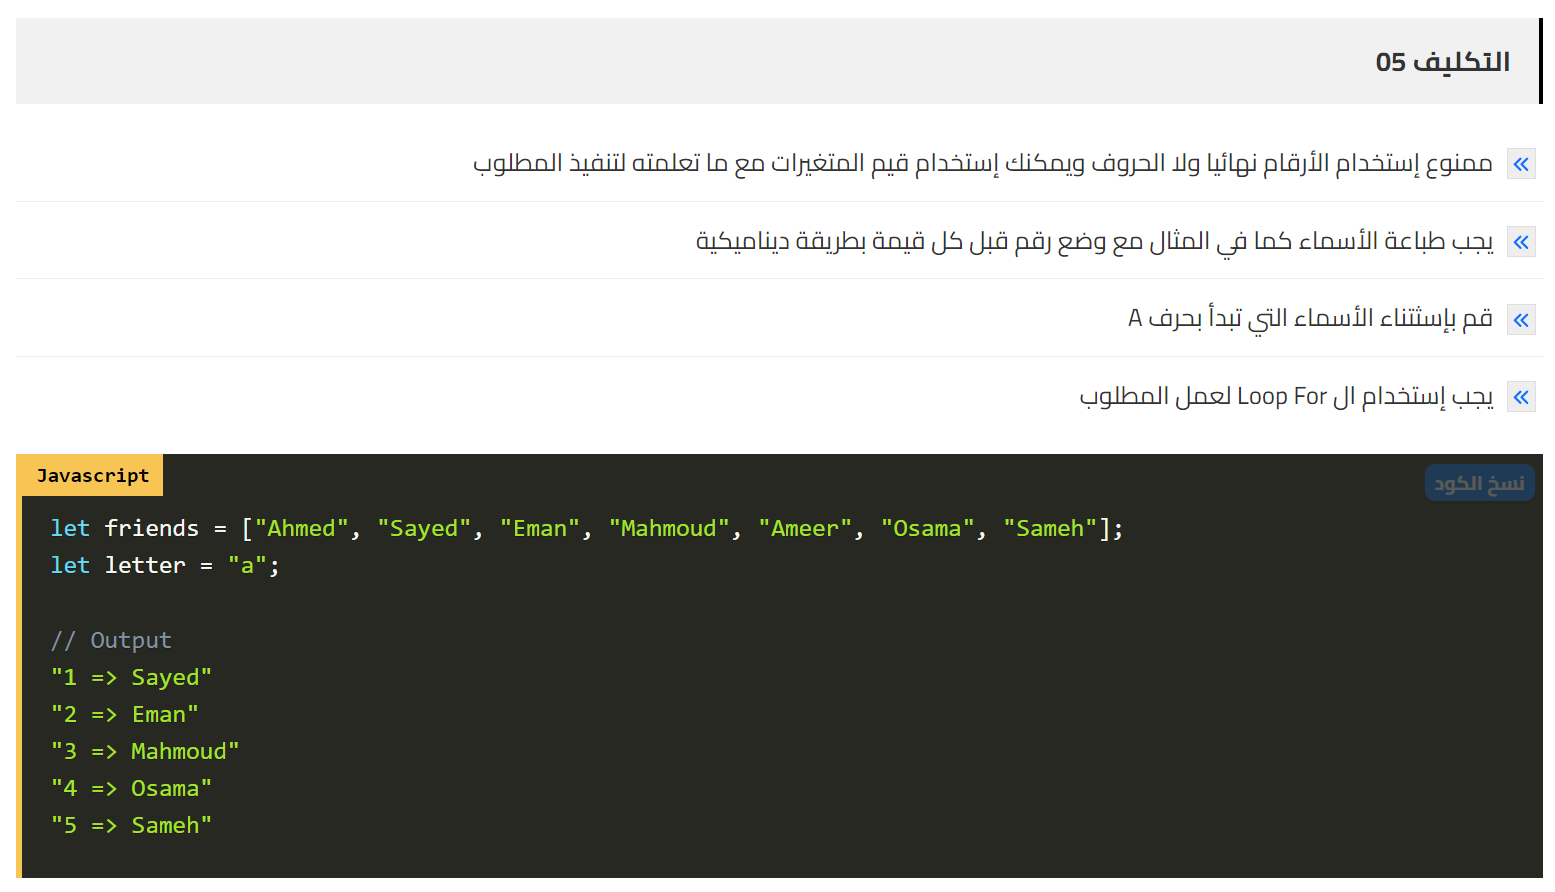 التكليف 05
ممنوع إستخدام الأرقام نهائيا ولا الحروف ويمكنك إستخدام قيم المتغيرات مع ما تعلمته لتنفيذ المطلوب
يجب طباعة الأسماء كما في المثال مع وضع رقم قبل كل قيمة بطريقة ديناميكية
قم بإستثناء الأسماء التي تبدأ بحرف A
يجب إستخدام ال Loop For لعمل المطلوب
Javascript
نسخ الكود
let friends = ["Ahmed", "Sayed", "Eman", "Mahmoud", "Ameer", "Osama", "Sameh"];
let letter = "a";
// Output
"1 => Sayed"
"2 => Eman"
"3 => Mahmoud"
"4 => Osama"
"5 => Sameh"